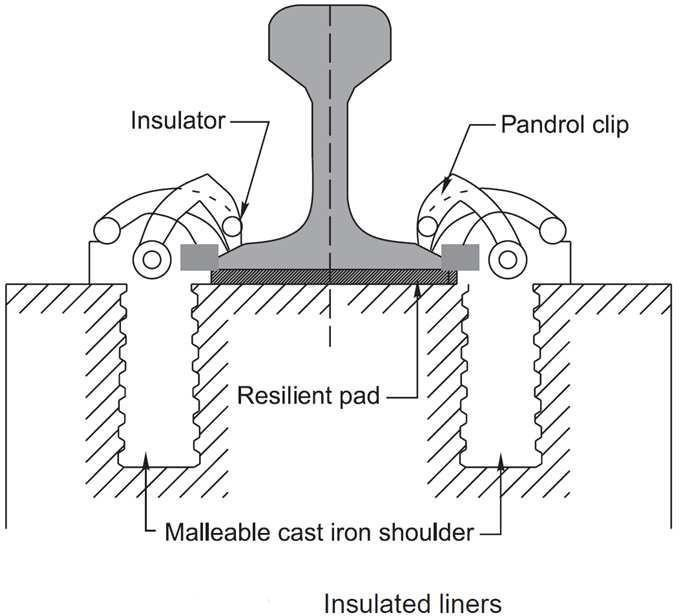 Insulator
Pandrol clip
Resilient pad
Malleable cast iron shoulder
Insulated liners